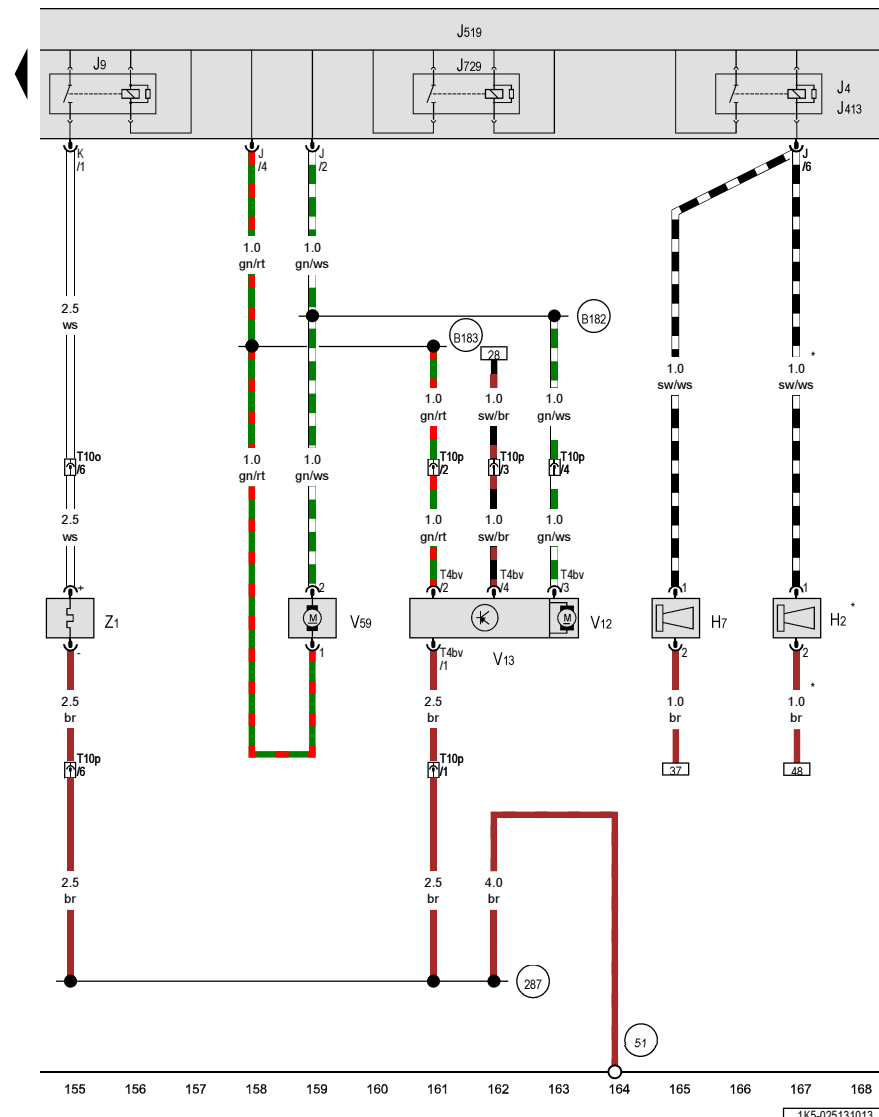 J519
J9
J729
J4
J413
K
/1
J
/4
J
/2
J
/6
1.0
gn/rt
1.0
gn/ws
2.5
ws
B182
B183
28
*
1.0
sw/ws
1.0
sw/ws
1.0
gn/rt
1.0
sw/br
1.0
gn/ws
T10o
/6
1.0
gn/rt
1.0
gn/ws
T10p
/2
T10p
/3
T10p
/4
2.5
ws
1.0
gn/rt
1.0
sw/br
1.0
gn/ws
+
2
T4bv
/2
T4bv
/4
T4bv
/3
1
1
Z1
M
V59
M
V12
H7
H2 *
-
1
T4bv
/1
V13
2
2
2.5
br
2.5
br
1.0
br
*
1.0
br
T10p
/6
T10p
/1
37
48
2.5
br
2.5
br
4.0
br
287
51
155 156 157 158 159 160 161 162 163 164 165 166 167 168
1K5-025131013